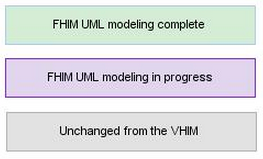 FHIM UML modeling complete
FHIM UML modeling in progress
Unchanged from the VHIM